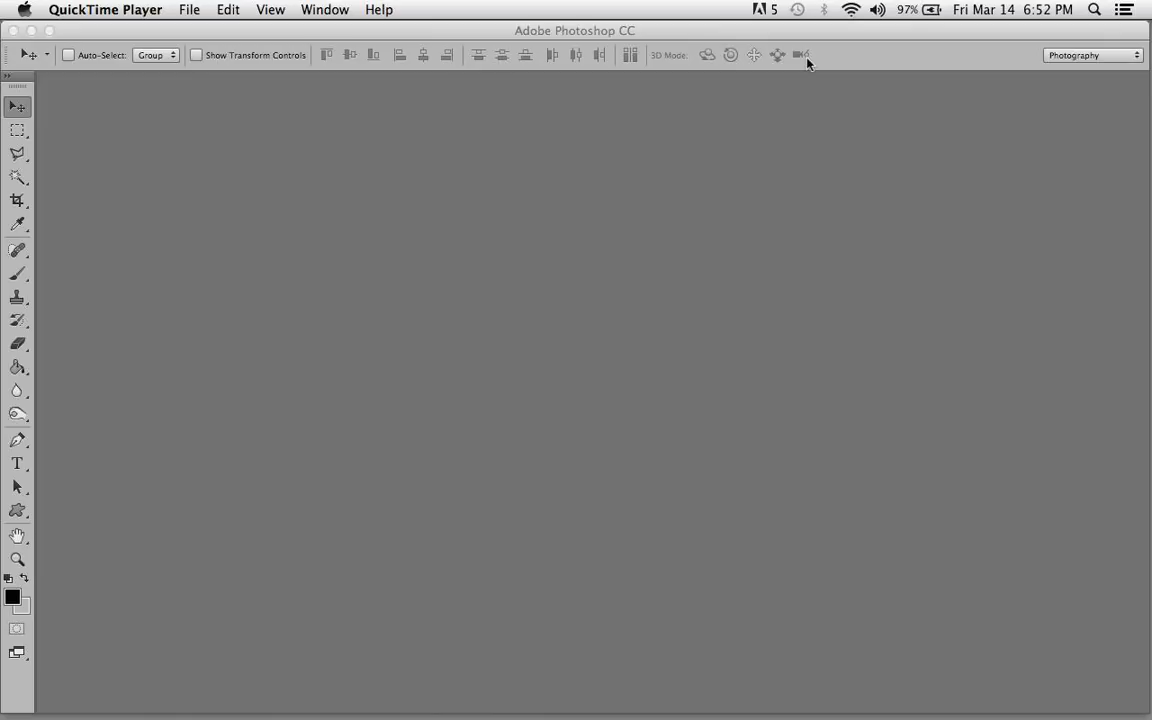 QuickTime Player File Edit View Window Help 5 97% Fri Mar 14 6:52 PM
Adobe Photoshop CC
Auto-Select: Group Show Transform Controls 3D Mode: Photography
T